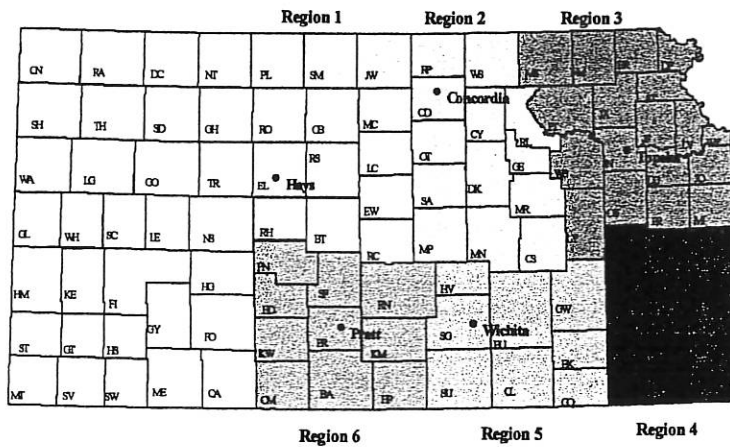 Region 1 Region 2 Region 3
CN RA DC NT PL SM JW RP WS MS
Concordia
SH TH SD GH RO OB MC CD CY RL
Hays
WA LG GO TR EL RS LC OT DK GE
Topeka
SA MR
GL WH SC LE NS RH BT EW RC MP MN CS
PN
HM KE FI HG SF RN HV GW
Pratt Wichita
GY FO ED PR SG BU
ST GT HS KW KM EK
MT SV SW ME CA CM BA HP SU CL CQ
Region 6 Region 5 Region 4